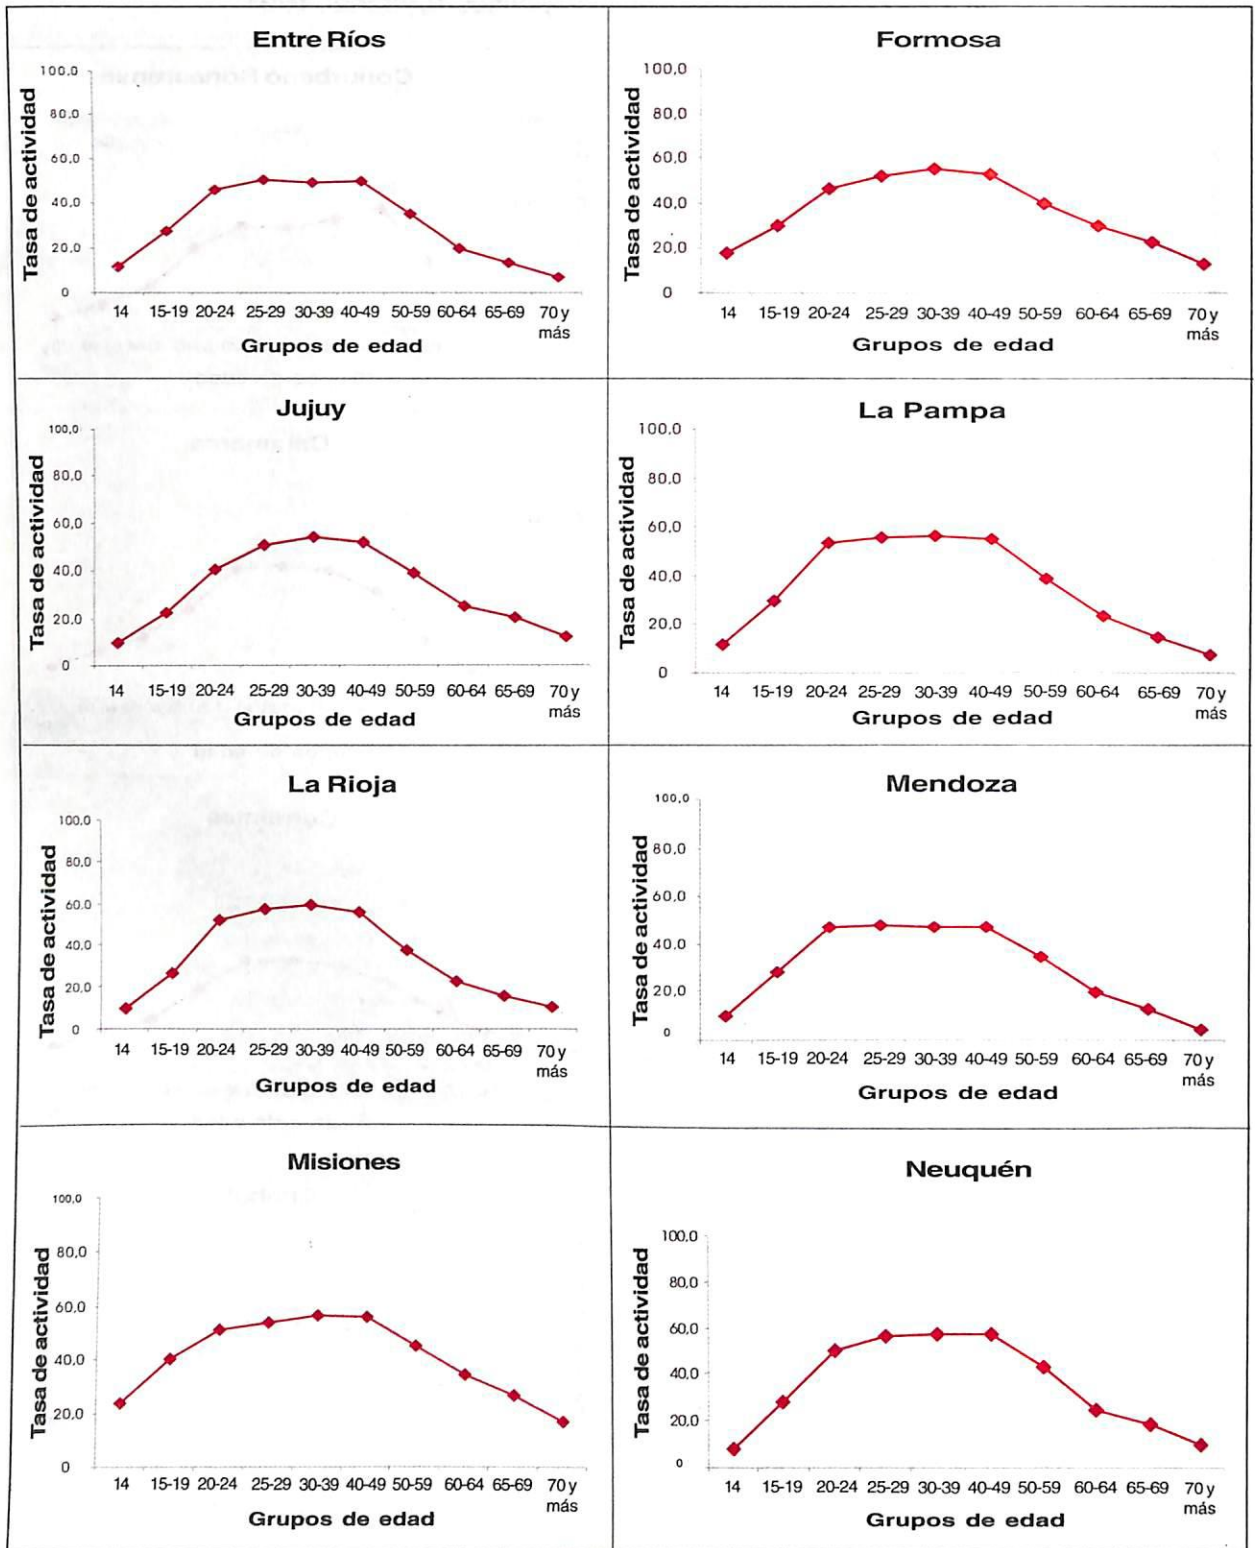 Entre Ríos
Tasa de actividad
100,0
80,0
60,0
40,0
20,0
0
14 15-19 20-24 25-29 30-39 40-49 50-59 60-64 65-69 70 y
más
Grupos de edad
Formosa
Tasa de actividad
100,0
80,0
60,0
40,0
20,0
0
14 15-19 20-24 25-29 30-39 40-49 50-59 60-64 65-69 70 y
más
Grupos de edad
Jujuy
Tasa de actividad
100,0
80,0
60,0
40,0
20,0
0
14 15-19 20-24 25-29 30-39 40-49 50-59 60-64 65-69 70 y
más
Grupos de edad
La Pampa
Tasa de actividad
100,0
80,0
60,0
40,0
20,0
0
14 15-19 20-24 25-29 30-39 40-49 50-59 60-64 65-69 70 y
más
Grupos de edad
La Rioja
Tasa de actividad
100,0
80,0
60,0
40,0
20,0
0
14 15-19 20-24 25-29 30-39 40-49 50-59 60-64 65-69 70 y
más
Grupos de edad
Mendoza
Tasa de actividad
100,0
80,0
60,0
40,0
20,0
0
14 15-19 20-24 25-29 30-39 40-49 50-59 60-64 65-69 70 y
más
Grupos de edad
Misiones
Tasa de actividad
100,0
80,0
60,0
40,0
20,0
0
14 15-19 20-24 25-29 30-39 40-49 50-59 60-64 65-69 70 y
más
Grupos de edad
Neuquén
Tasa de actividad
100,0
80,0
60,0
40,0
20,0
0
14 15-19 20-24 25-29 30-39 40-49 50-59 60-64 65-69 70 y
más
Grupos de edad